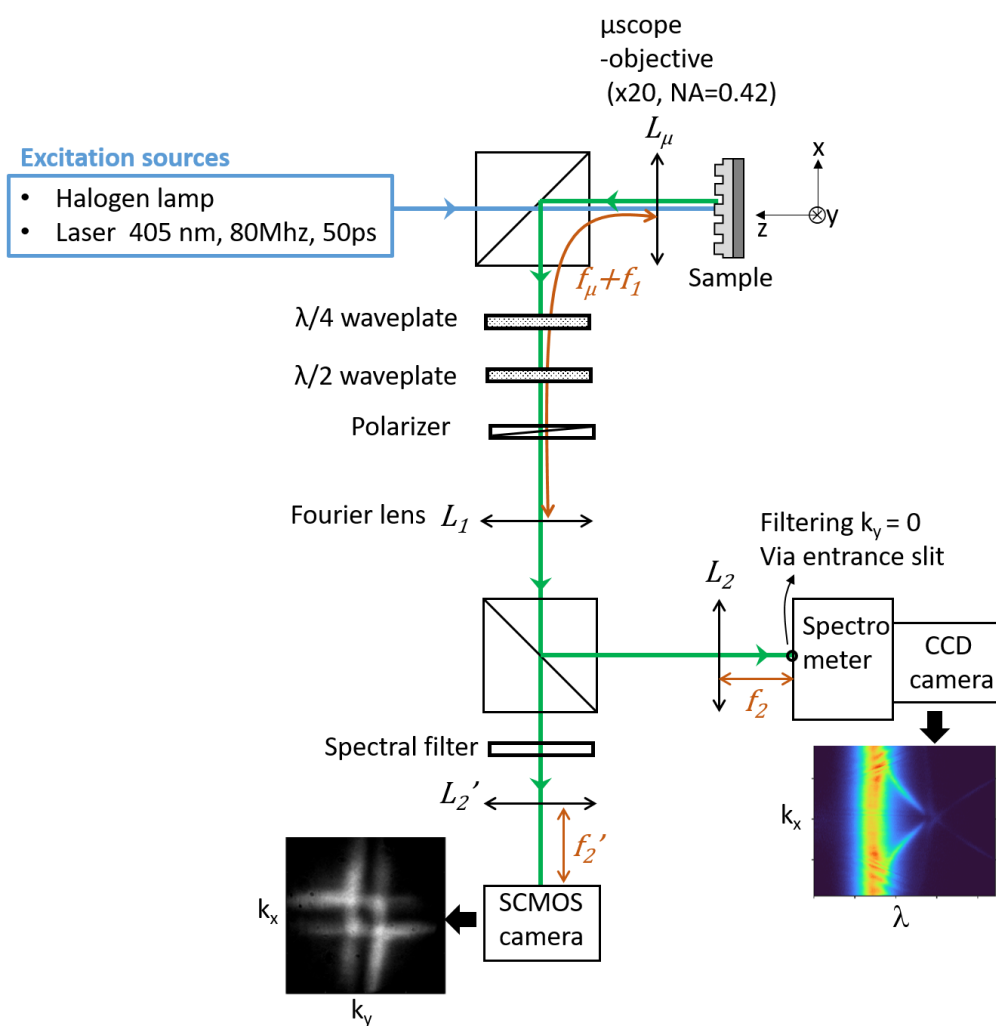 μscope
-objective
(x20, NA=0.42)
Lμ
Excitation sources
• Halogen lamp
• Laser 405 nm, 80Mhz, 50ps
x
y
z
Sample
fμ+f1
λ/4 waveplate
λ/2 waveplate
Polarizer
Fourier lens L1
Filtering ky = 0
Via entrance slit
L2
Spectro
meter
CCD
camera
f2
Spectral filter
L2’
f2’
kx
λ
SCMOS
camera
kx
ky